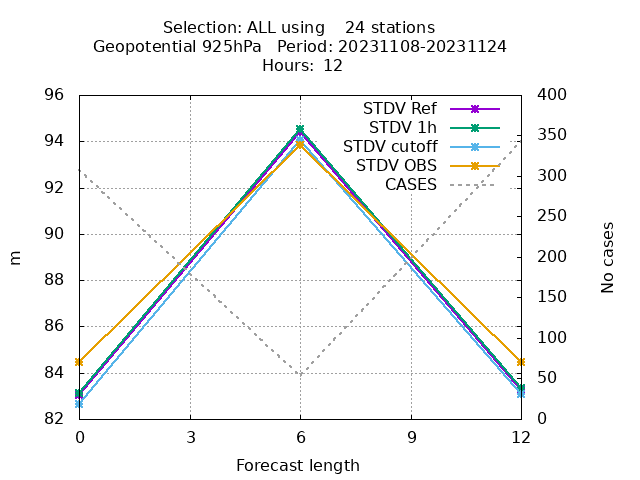 Selection: ALL using    24 stations
Geopotential 925hPa   Period: 20231108-20231124
Hours: 12
STDV Ref
STDV 1h
STDV cutoff
STDV OBS
CASES
96
94
92
90
88
86
84
82
m
400
350
300
250
200
150
100
50
0
No cases
0 3 6 9 12
Forecast length